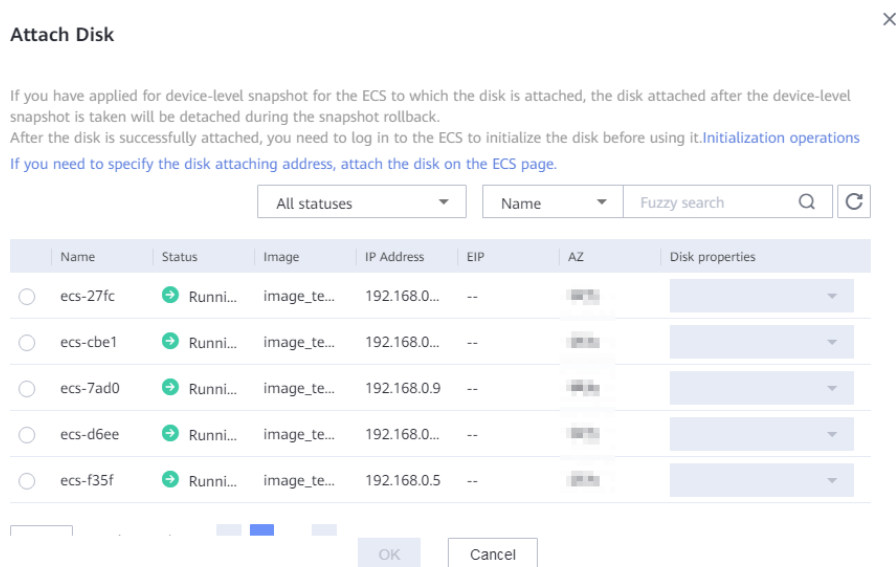 Attach Disk
If you have applied for device-level snapshot for the ECS to which the disk is attached, the disk attached after the device-level
snapshot is taken will be detached during the snapshot rollback.
After the disk is successfully attached, you need to log in to the ECS to initialize the disk before using it.Initialization operations
If you need to specify the disk attaching address, attach the disk on the ECS page.
All statuses Name Fuzzy search
Name Status Image IP Address EIP AZ Disk properties
ecs-27fc Runni... image_te... 192.168.0... --
ecs-cbe1 Runni... image_te... 192.168.0... --
ecs-7ad0 Runni... image_te... 192.168.0.9 --
ecs-d6ee Runni... image_te... 192.168.0... --
ecs-f35f Runni... image_te... 192.168.0.5 --
OK Cancel